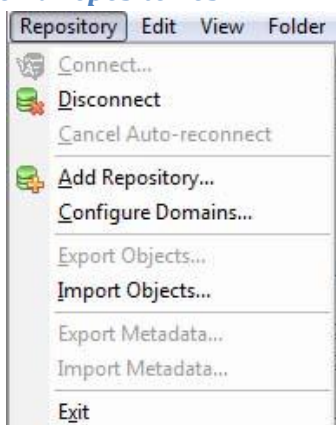 Repository Edit View Folder
Connect...
Disconnect
Cancel Auto-reconnect
Add Repository...
Configure Domains...
Export Objects...
Import Objects...
Export Metadata...
Import Metadata...
Exit